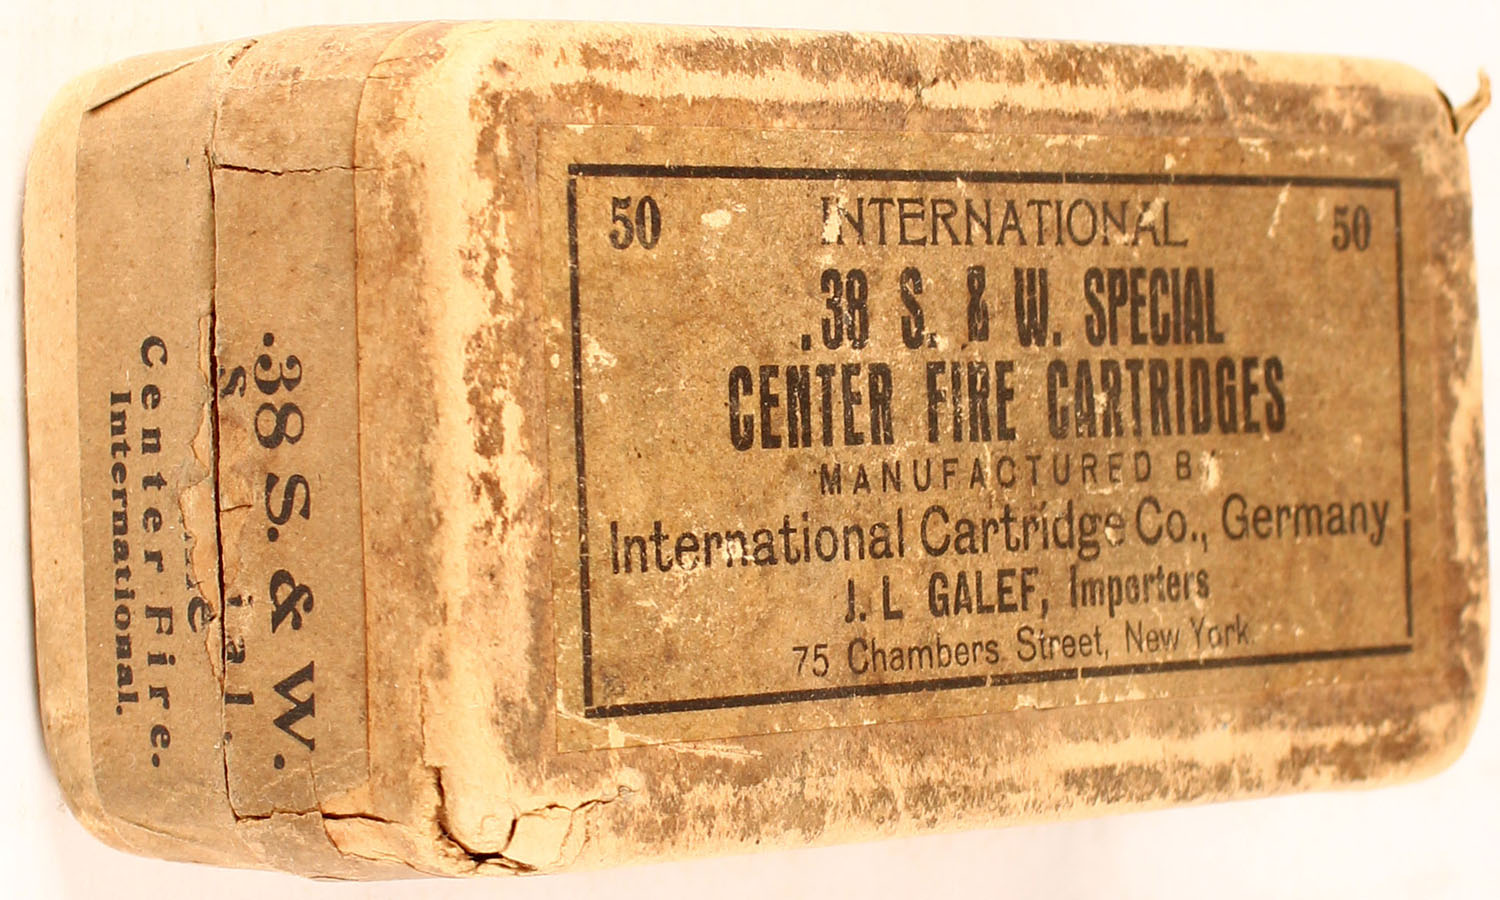 50 INTERNATIONAL 50
.38 S. & W. SPECIAL
CENTER FIRE CARTRIDGES
MANUFACTURED B
International Cartridge Co., Germany
J. L GALEF, Importers
75 Chambers Street, New York.
.38 S. & W.
S ial.
Center Fire.
International.